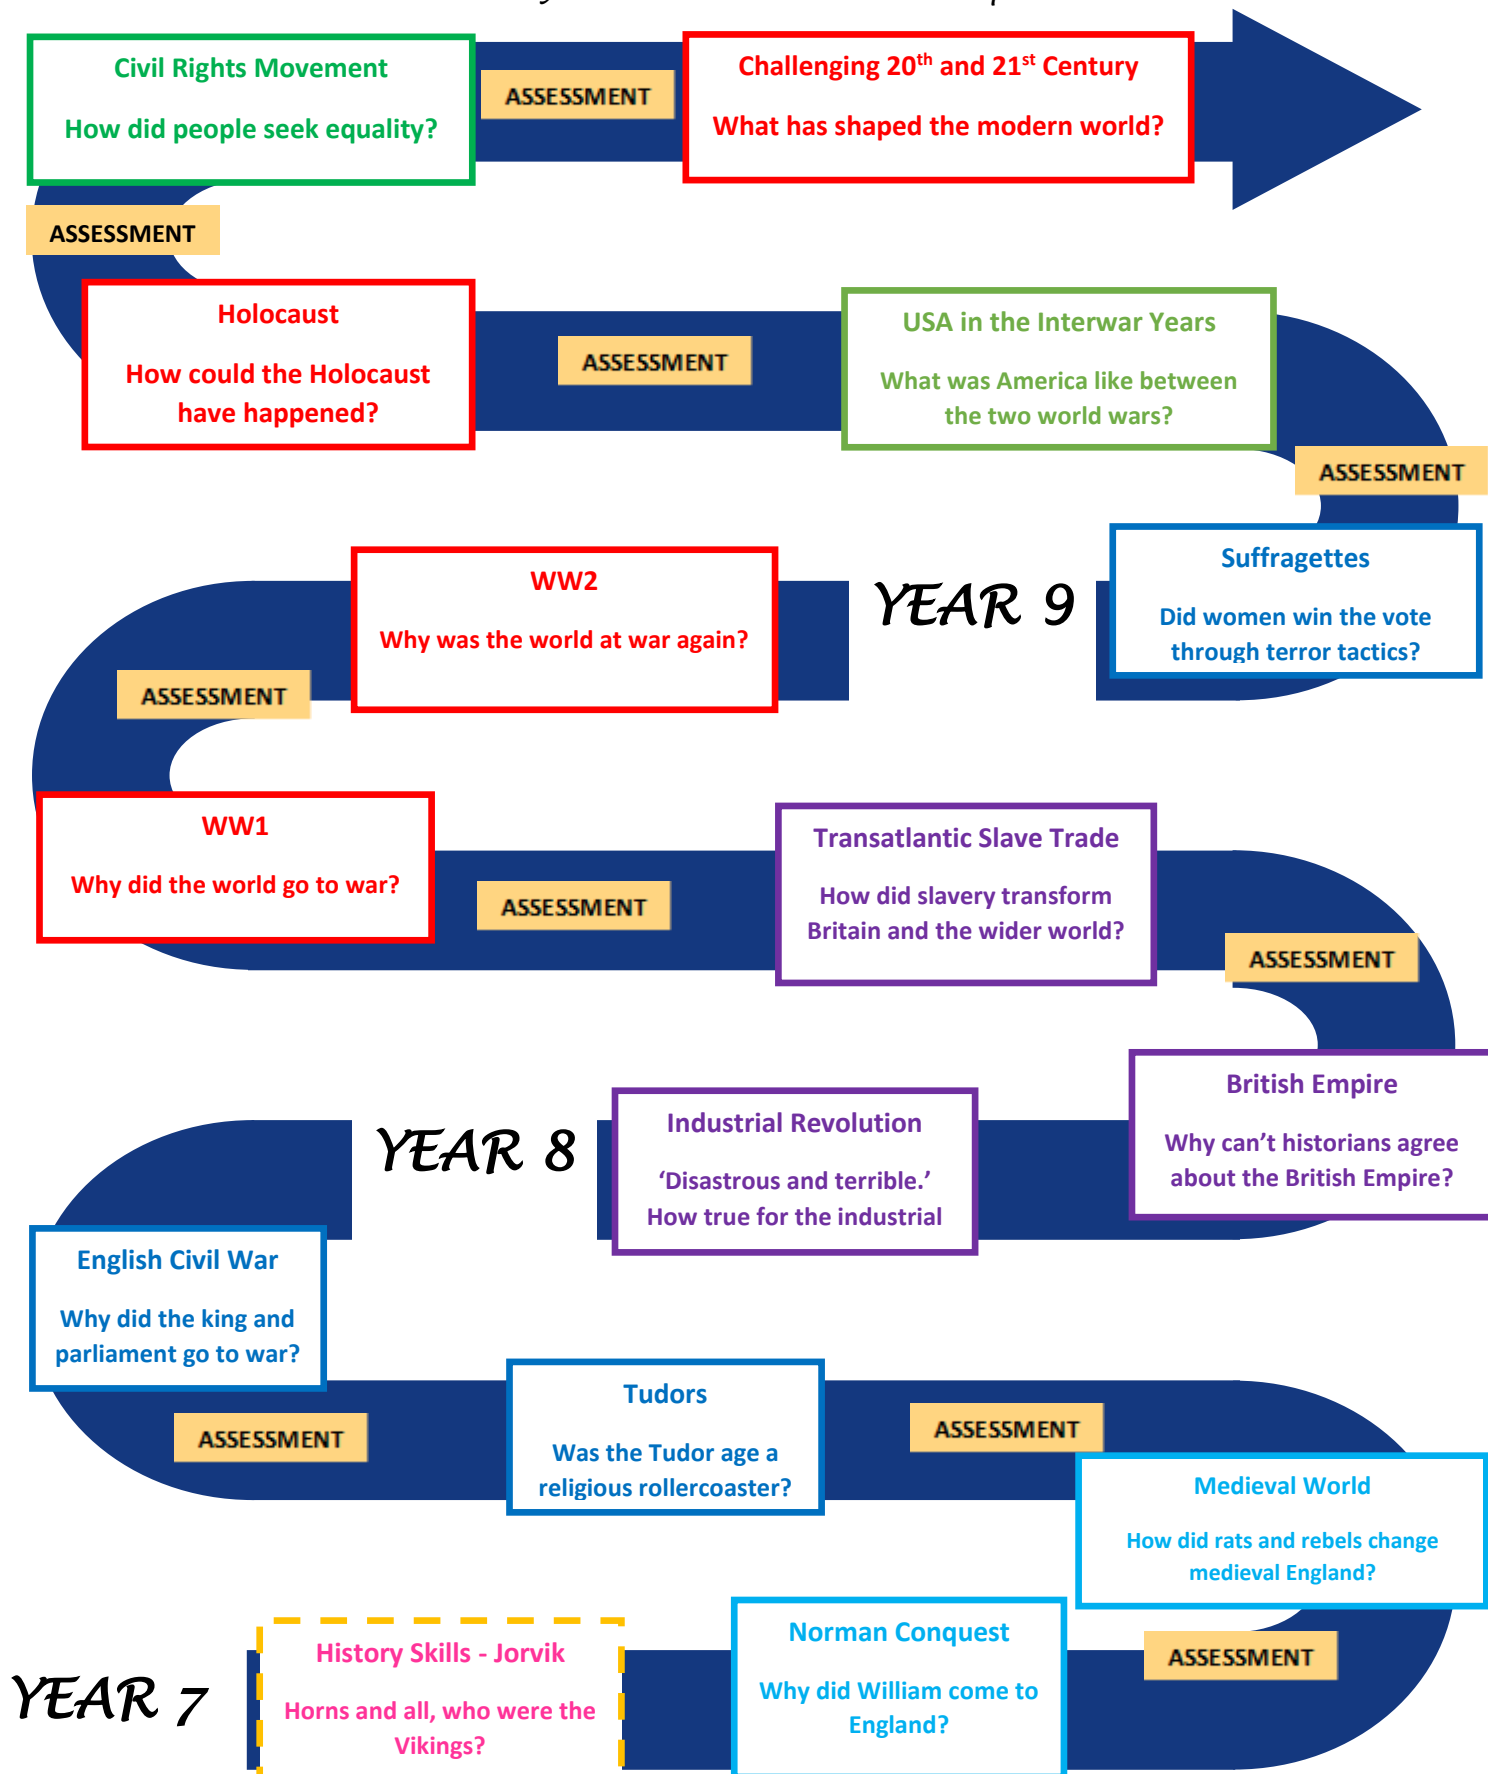 Civil Rights Movement
How did people seek equality?
ASSESSMENT
Challenging 20th and 21st Century
What has shaped the modern world?
ASSESSMENT
Holocaust
How could the Holocaust
have happened?
ASSESSMENT
USA in the Interwar Years
What was America like between
the two world wars?
ASSESSMENT
WW2
Why was the world at war again?
YEAR 9
Suffragettes
Did women win the vote
through terror tactics?
ASSESSMENT
WW1
Why did the world go to war?
ASSESSMENT
Transatlantic Slave Trade
How did slavery transform
Britain and the wider world?
ASSESSMENT
YEAR 8
Industrial Revolution
‘Disastrous and terrible.’
How true for the industrial
British Empire
Why can’t historians agree
about the British Empire?
English Civil War
Why did the king and
parliament go to war?
ASSESSMENT
Tudors
Was the Tudor age a
religious rollercoaster?
ASSESSMENT
Medieval World
How did rats and rebels change
medieval England?
YEAR 7
History Skills - Jorvik
Horns and all, who were the
Vikings?
Norman Conquest
Why did William come to
England?
ASSESSMENT